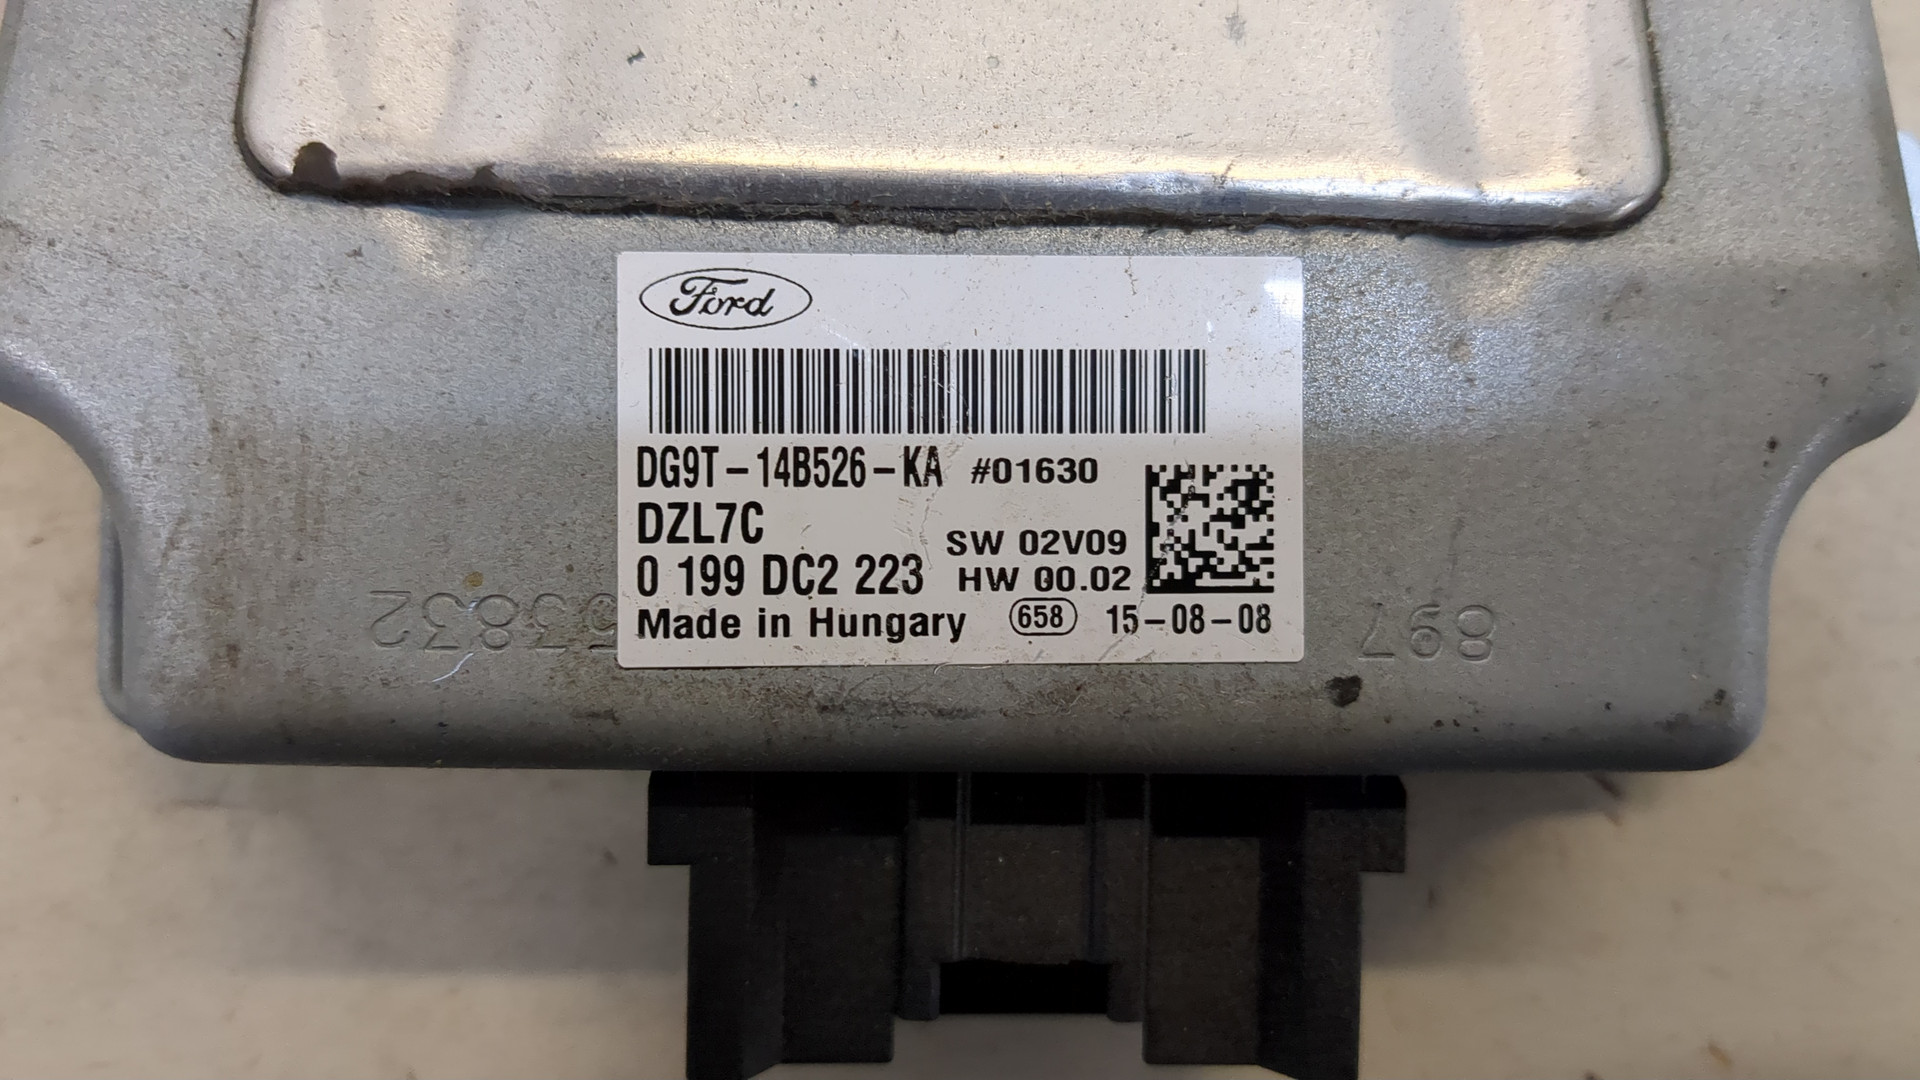 Ford
DG9T-14B526-KA #01630
DZL7C
SW 02V09
0 199 DC2 223 HW 00.02
Made in Hungary 658 15-08-08
897